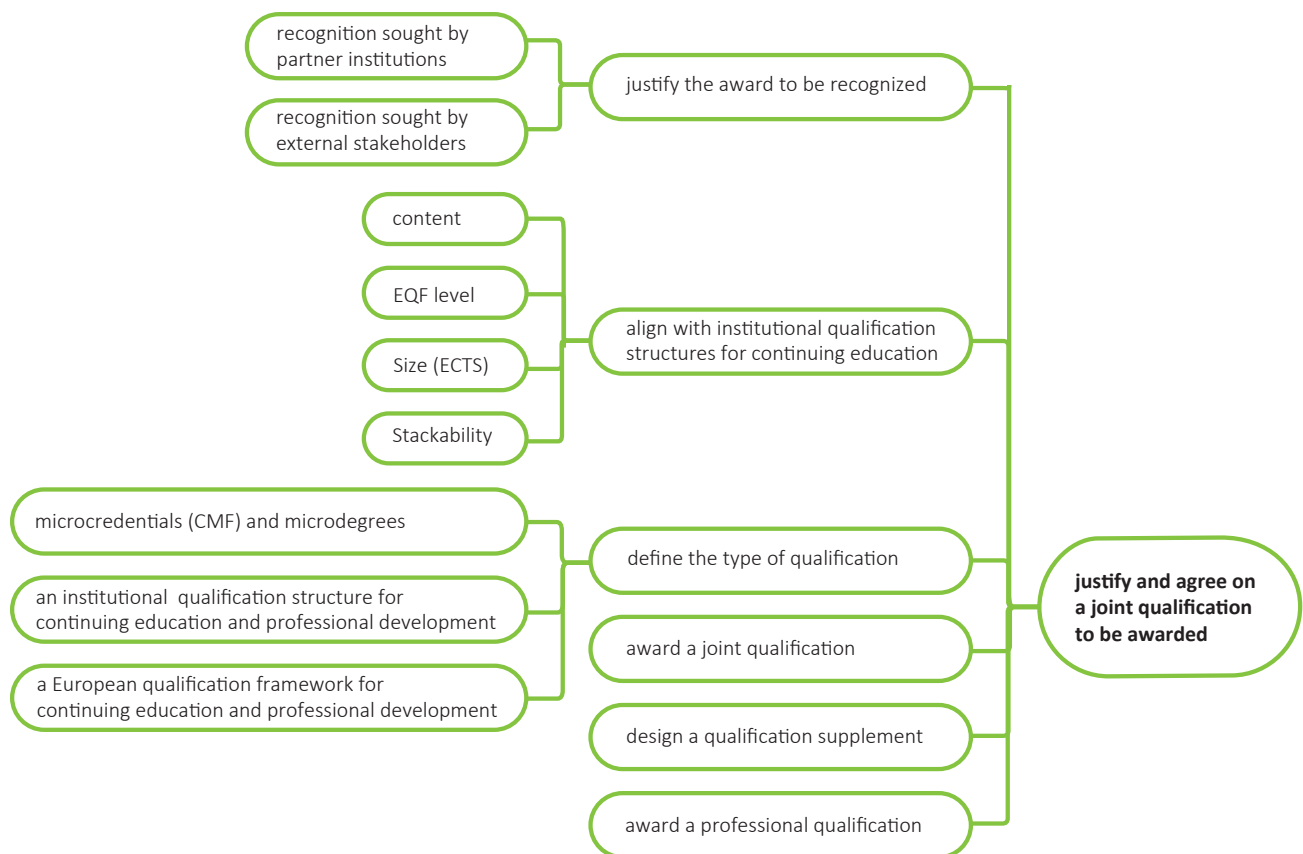 recognition sought by
partner institutions
recognition sought by
external stakeholders
justify the award to be recognized
content
EQF level
Size (ECTS)
Stackability
align with institutional qualification
structures for continuing education
microcredentials (CMF) and microdegrees
an institutional qualification structure for
continuing education and professional development
a European qualification framework for
continuing education and professional development
define the type of qualification
award a joint qualification
design a qualification supplement
award a professional qualification
justify and agree on
a joint qualification
to be awarded